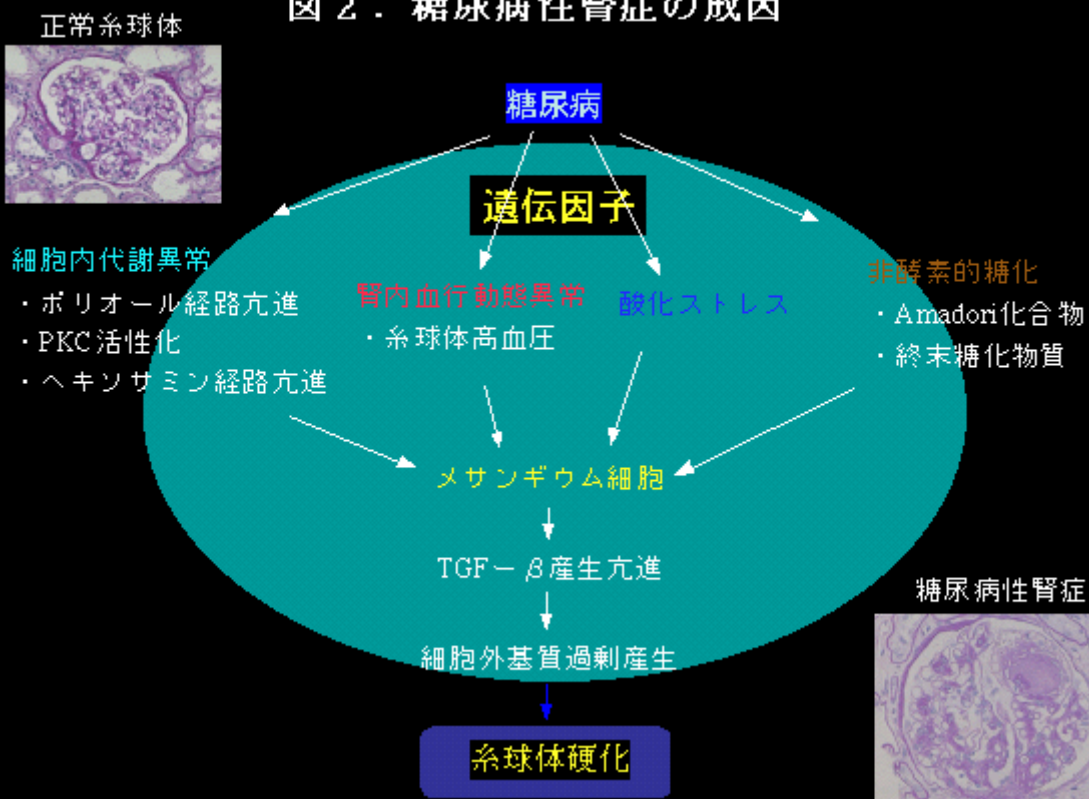 図２．糖尿病性腎症の成因
正常糸球体
糖尿病
遺伝因子
細胞内代謝異常
・ポリオール経路亢進
・PKC活性化
・ヘキソサミン経路亢進
腎内血行動態異常
・糸球体高血圧
酸化ストレス
非酵素的糖化
・Amadori化合物
・終末糖化物質
メサンギウム細胞
TGF－β産生亢進
細胞外基質過剰産生
糸球体硬化
糖尿病性腎症